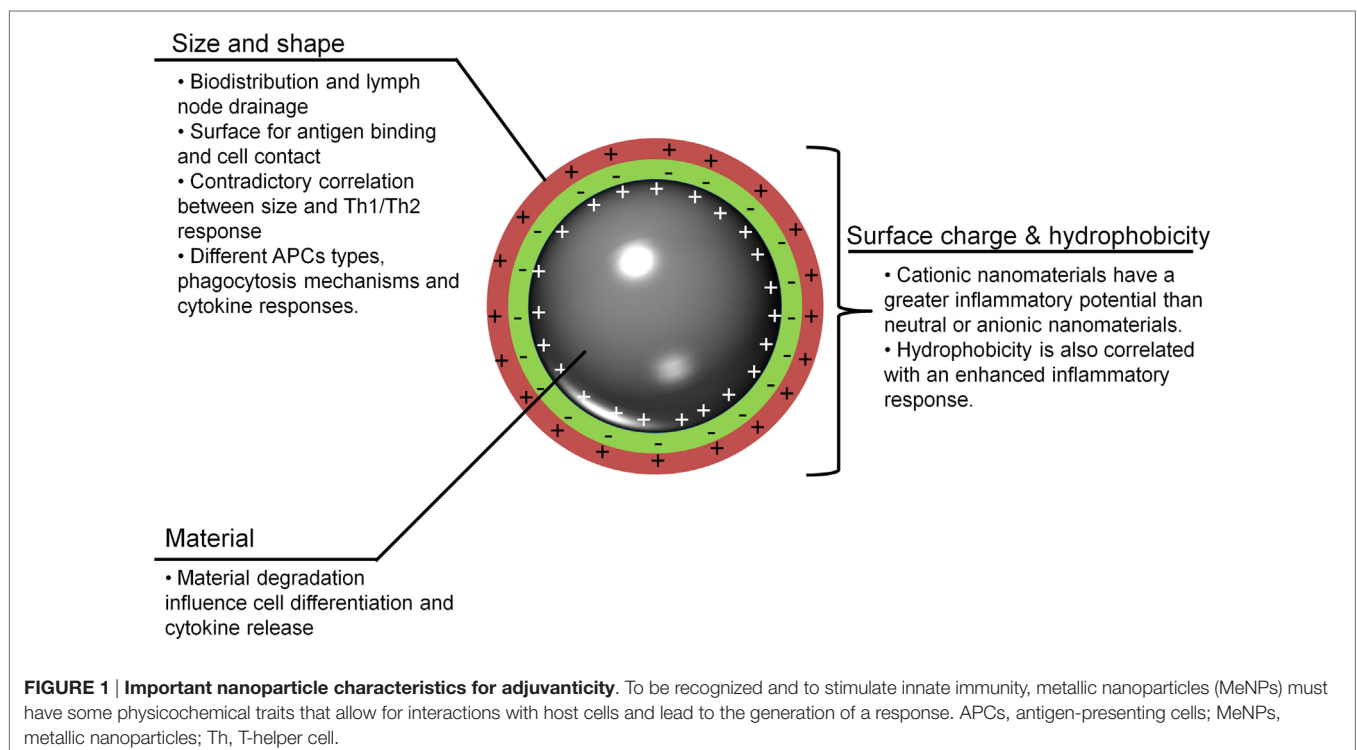 Size and shape
• Biodistribution and lymph
node drainage
• Surface for antigen binding
and cell contact
• Contradictory correlation
between size and Th1/Th2
response
• Different APCs types,
phagocytosis mechanisms and
cytokine responses.
Surface charge & hydrophobicity
• Cationic nanomaterials have a
greater inflammatory potential than
neutral or anionic nanomaterials.
• Hydrophobicity is also correlated
with an enhanced inflammatory
response.
Material
• Material degradation
influence cell differentiation and
cytokine release
FIGURE 1 | Important nanoparticle characteristics for adjuvanticity. To be recognized and to stimulate innate immunity, metallic nanoparticles (MeNPs) must
have some physicochemical traits that allow for interactions with host cells and lead to the generation of a response. APCs, antigen-presenting cells; MeNPs,
metallic nanoparticles; Th, T-helper cell.